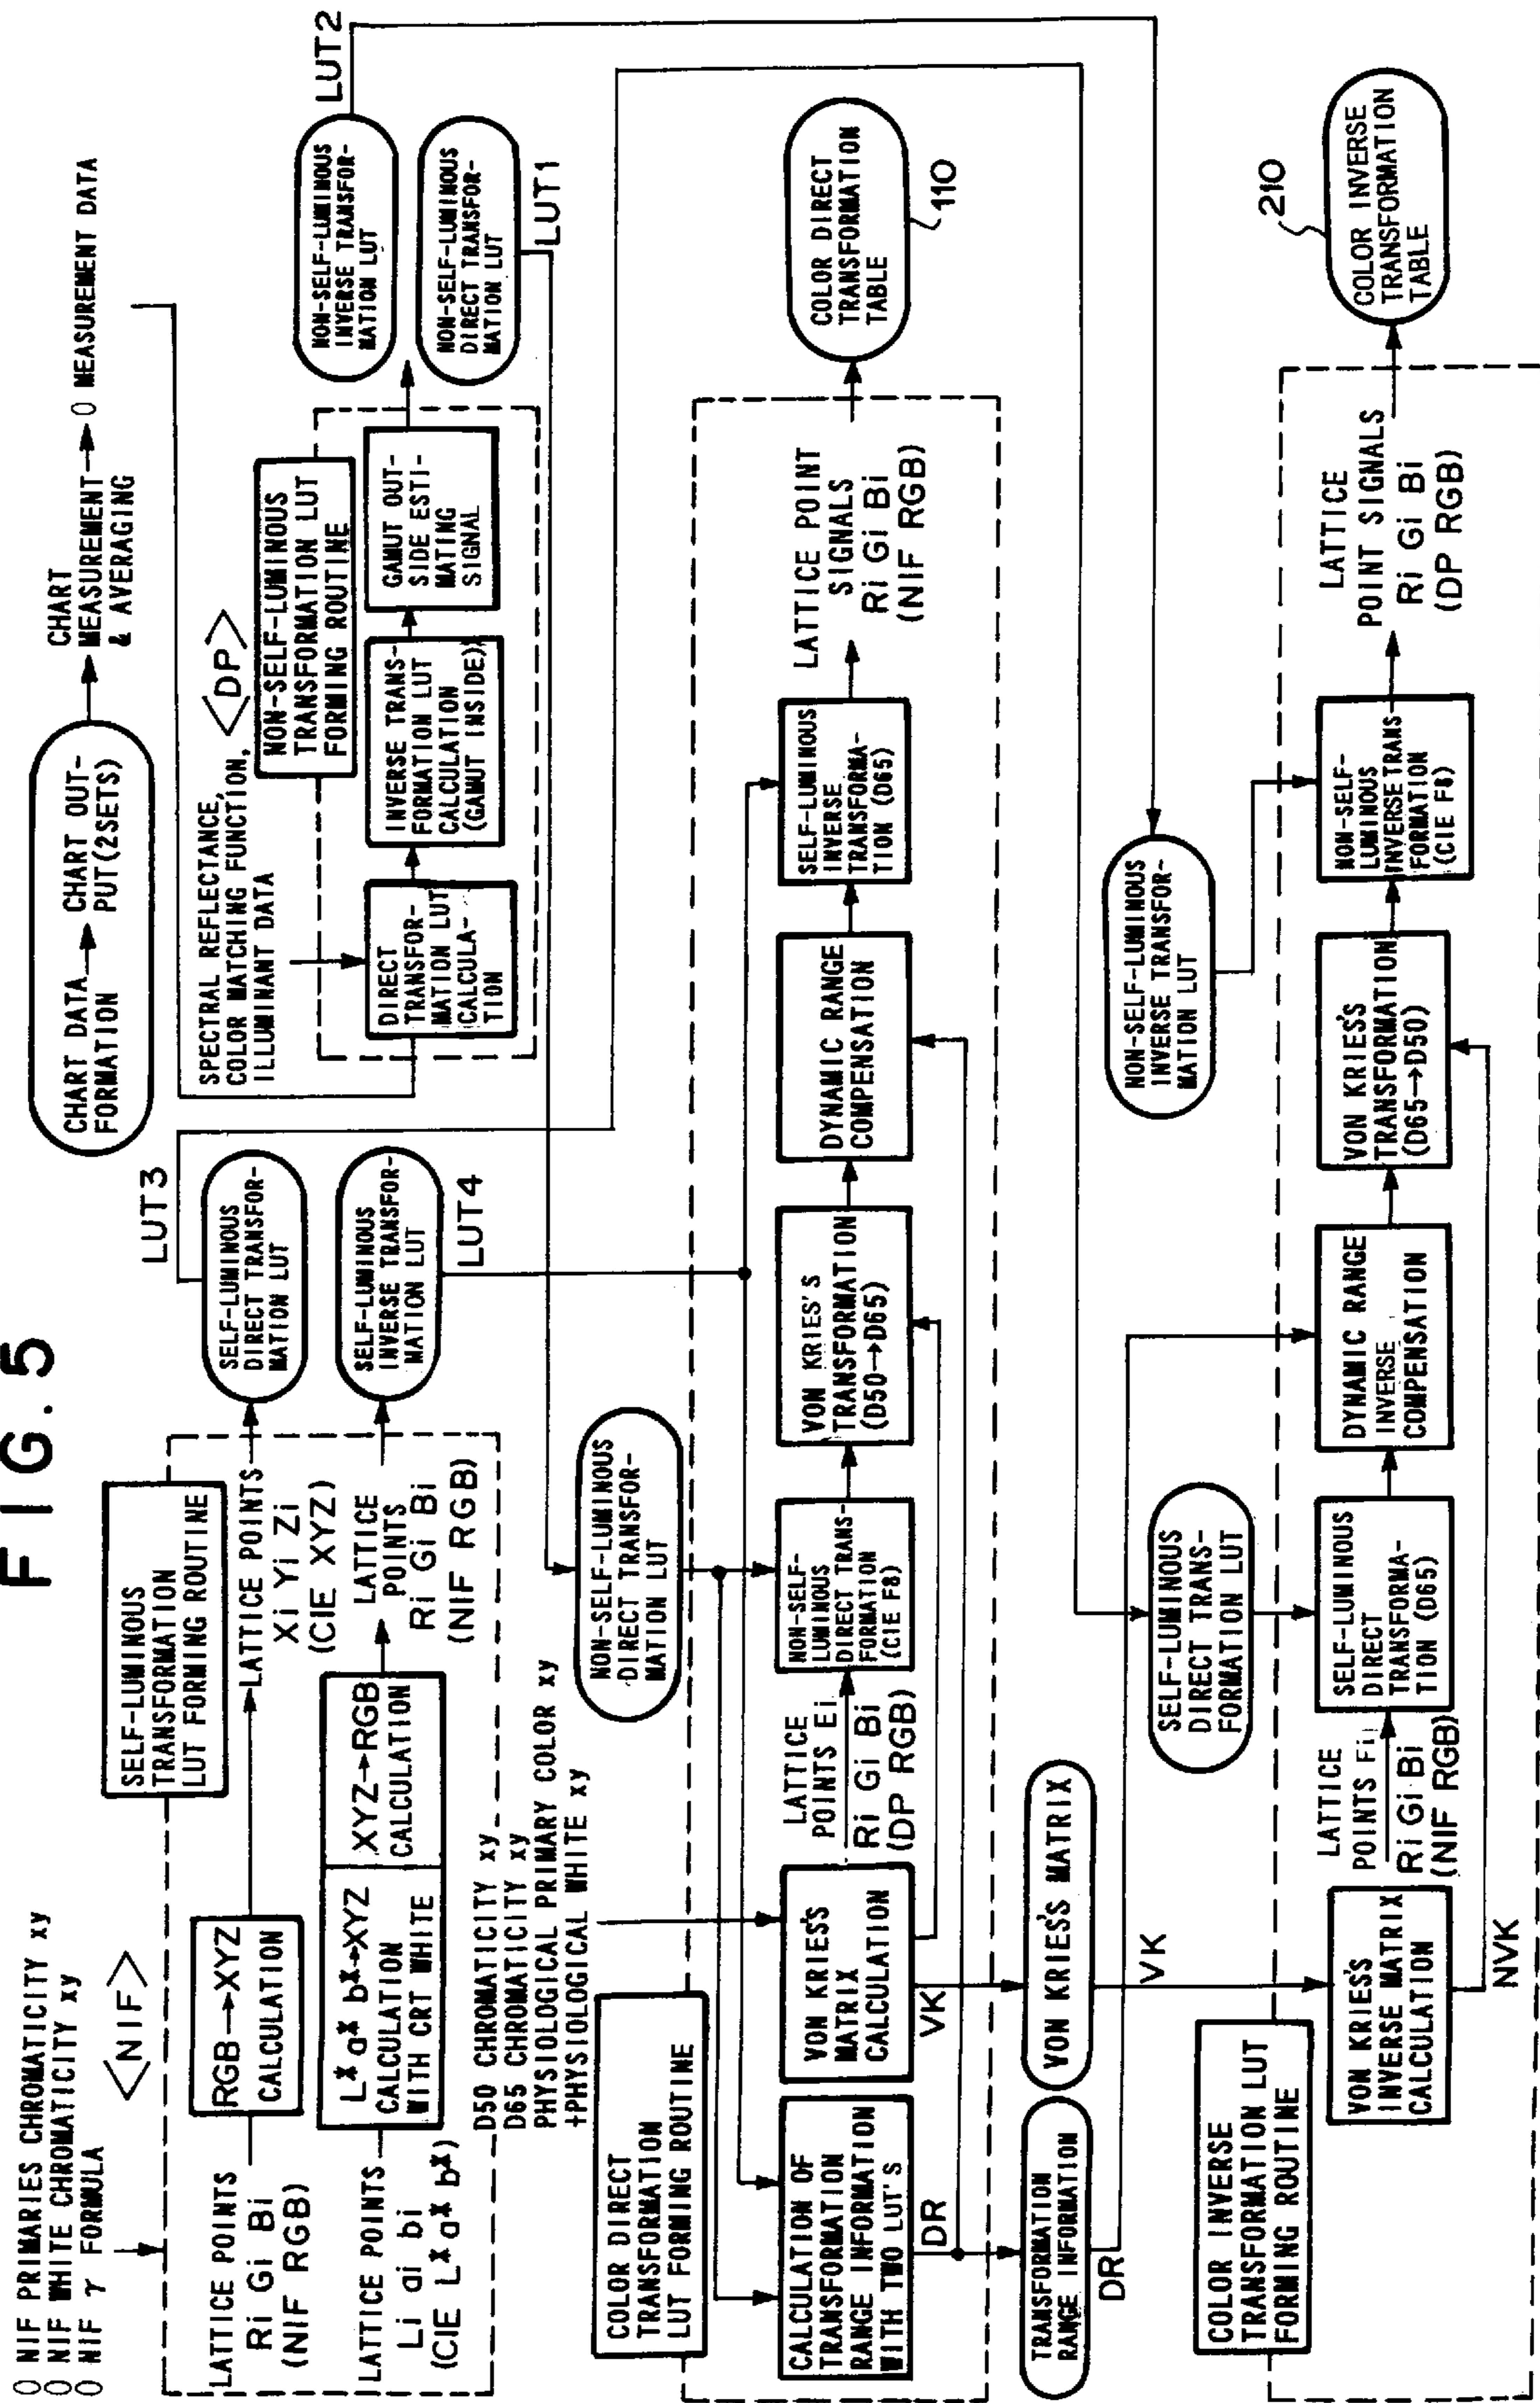 FIG. 5
○ NIF PRIMARIES CHROMATICITY xy
○ NIF WHITE CHROMATICITY xy
○ NIF γ FORMULA
<NIF>
SELF-LUMINOUS
TRANSFORMATION
LUT FORMING ROUTINE
LATTICE POINTS
Ri Gi Bi
(NIF RGB)
RGB→XYZ
CALCULATION
LATTICE POINTS
Xi Yi Zi
(CIE XYZ)
LATTICE POINTS
Li ai bi
(CIE L* a* b*)
L* a* b*→XYZ
CALCULATION
WITH CRT WHITE
XYZ→RGB
CALCULATION
LATTICE
POINTS
Ri Gi Bi
(NIF RGB)
LUT3
SELF-LUMINOUS
DIRECT TRANSFOR-
MATION LUT
SELF-LUMINOUS
INVERSE TRANSFOR-
MATION LUT
LUT4
CHART DATA → CHART OUT-
FORMATION PUT(2SETS)
CHART
MEASUREMENT → ○ MEASUREMENT DATA
& AVERAGING
SPECTRAL REFLECTANCE,
COLOR MATCHING FUNCTION,
ILLUMINANT DATA
<DP>
NON-SELF-LUMINOUS
TRANSFORMATION LUT
FORMING ROUTINE
DIRECT
TRANSFOR-
MATION LUT
CALCULA-
TION
INVERSE TRANS-
FORMATION LUT
CALCULATION
(GAMUT INSIDE)
GAMUT OUT-
SIDE ESTI-
MATING
SIGNAL
NON-SELF-LUMINOUS
INVERSE TRANSFOR-
MATION LUT
LUT2
NON-SELF-LUMINOUS
DIRECT TRANSFOR-
MATION LUT
LUT1
D50 CHROMATICITY xy
D65 CHROMATICITY xy
PHYSIOLOGICAL PRIMARY COLOR xy
+PHYSIOLOGICAL WHITE xy
COLOR DIRECT
TRANSFORMATION
LUT FORMING ROUTINE
NON-SELF-LUMINOUS
DIRECT TRANSFOR-
MATION LUT
CALCULATION OF
TRANSFORMATION
RANGE INFORMATION
WITH TWO LUT'S
DR
VON KRIES'S
MATRIX
CALCULATION
VK
LATTICE
POINTS Ei
Ri Gi Bi
(DP RGB)
NON-SELF-
LUMINOUS
DIRECT TRANS-
FORMATION
(CIE F8)
VON KRIES'S
TRANSFORMATION
(D50→D65)
DYNAMIC RANGE
COMPENSATION
SELF-LUMINOUS
INVERSE
TRANSFORMA-
TION (D65)
LATTICE POINT
SIGNALS
Ri Gi Bi
(NIF RGB)
COLOR DIRECT
TRANSFORMATION
TABLE
110
TRANSFORMATION
RANGE INFORMATION
DR
VON KRIES'S MATRIX
VK
SELF-LUMINOUS
DIRECT TRANS-
FORMATION LUT
NON-SELF-LUMINOUS
INVERSE TRANSFOR-
MATION LUT
COLOR INVERSE
TRANSFORMATION LUT
FORMING ROUTINE
VON KRIES'S
INVERSE MATRIX
CALCULATION
NVK
LATTICE
POINTS Fi
Ri Gi Bi
(NIF RGB)
SELF-LUMINOUS
DIRECT
TRANSFORMA-
TION (D65)
DYNAMIC RANGE
INVERSE
COMPENSATION
VON KRIES'S
TRANSFORMATION
(D65→D50)
NON-SELF-
LUMINOUS
INVERSE TRANS
FORMATION
(CIE F8)
LATTICE
POINT SIGNALS
Ri Gi Bi
(DP RGB)
COLOR INVERSE
TRANSFORMATION
TABLE
210